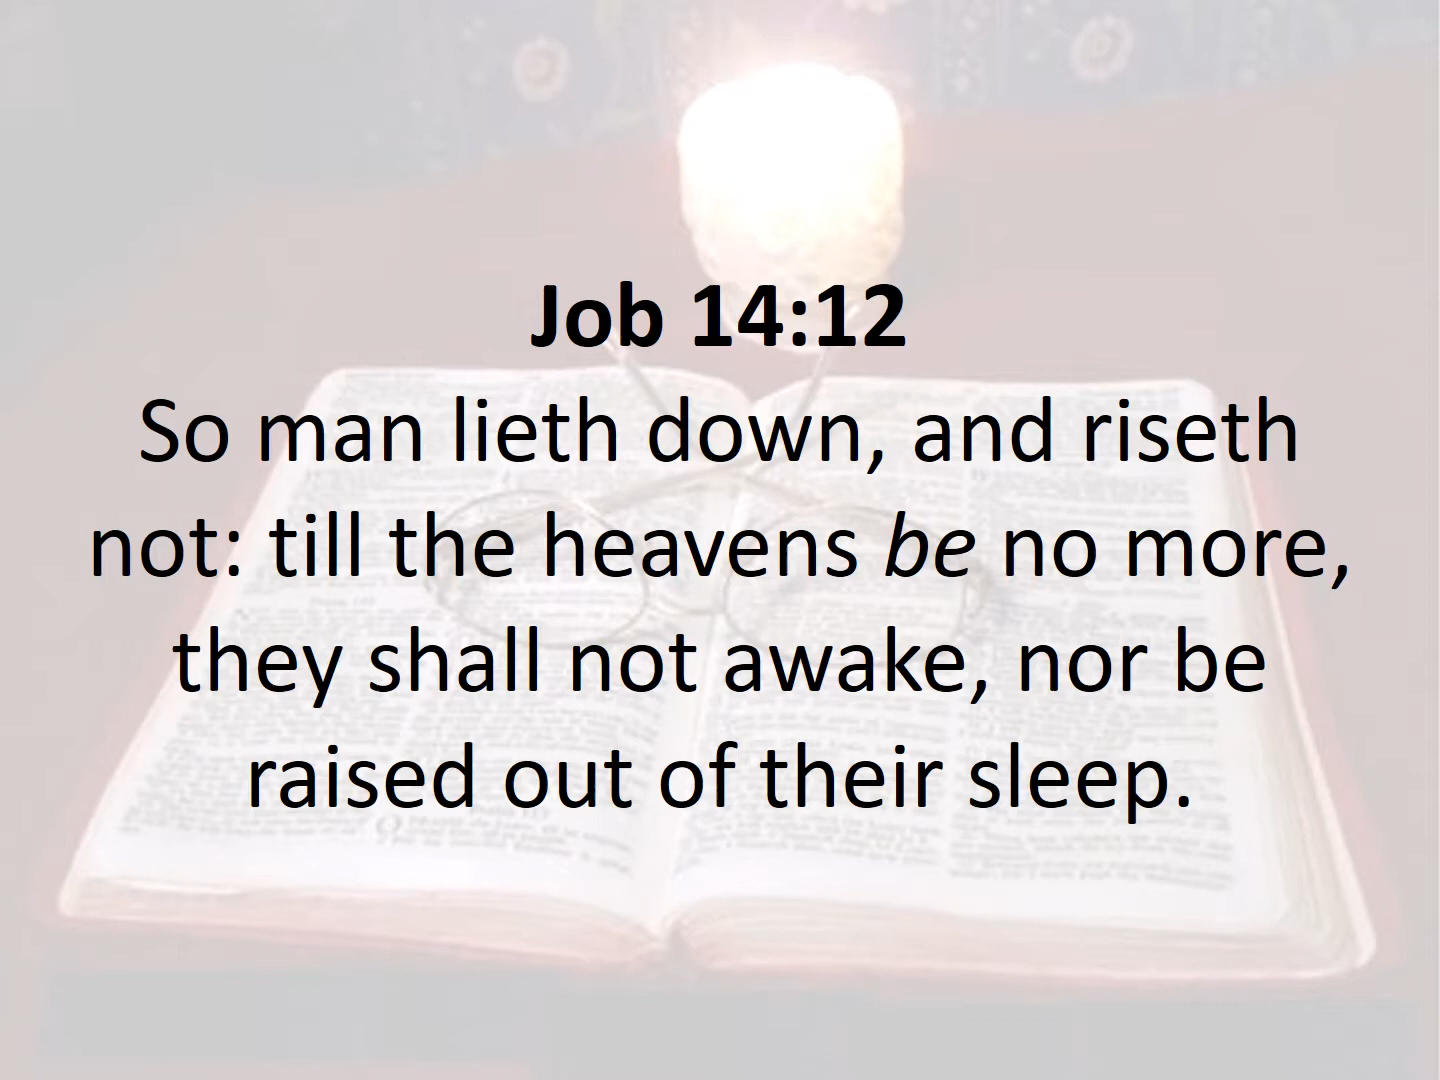 Job 14:12
So man lieth down, and riseth
not: till the heavens be no more,
they shall not awake, nor be
raised out of their sleep.